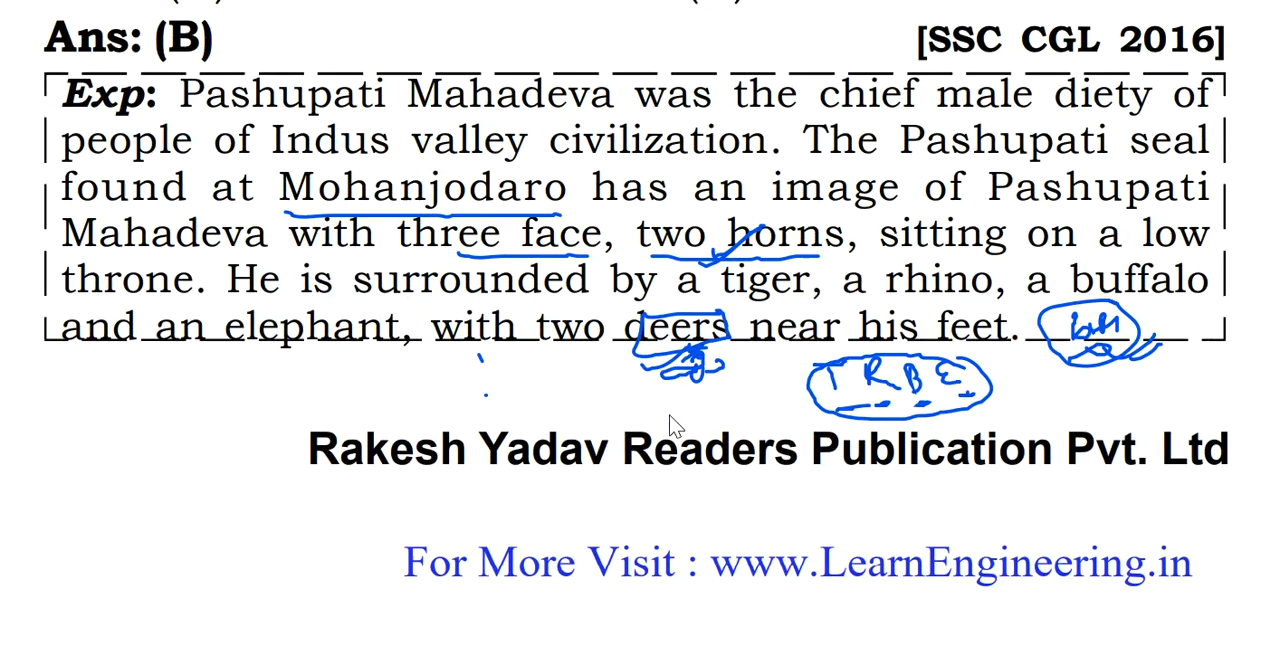 Ans: (B) [SSC CGL 2016]
Exp: Pashupati Mahadeva was the chief male diety of
people of Indus valley civilization. The Pashupati seal
found at Mohanjodaro has an image of Pashupati
Mahadeva with three face, two horns, sitting on a low
throne. He is surrounded by a tiger, a rhino, a buffalo
and an elephant, with two deers near his feet.
T R B E
Rakesh Yadav Readers Publication Pvt. Ltd
For More Visit : www.LearnEngineering.in